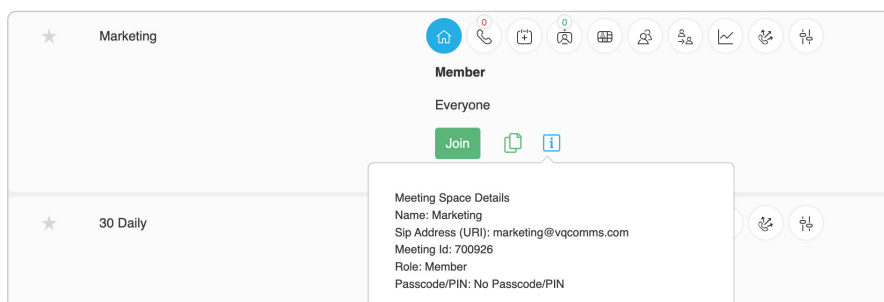 Marketing
0
0
Member
Everyone
Join
i
Meeting Space Details
Name: Marketing
Sip Address (URI): marketing@vqcomms.com
Meeting Id: 700926
Role: Member
Passcode/PIN: No Passcode/PIN
30 Daily